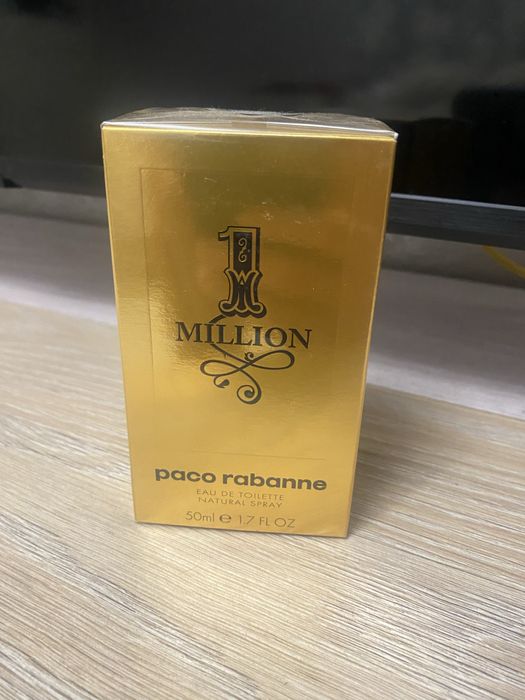 1
MILLION
paco rabanne
EAU DE TOILETTE
NATURAL SPRAY
50ml e 1.7 FL OZ